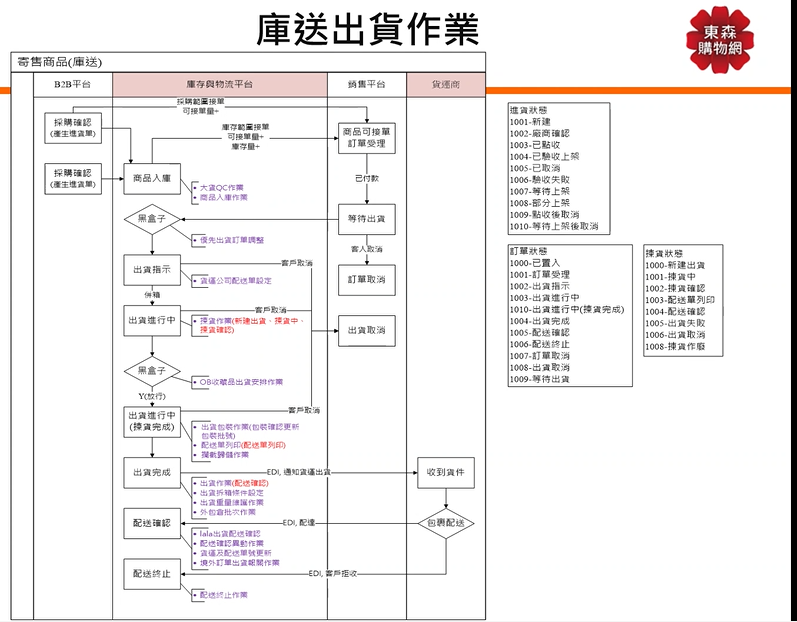 庫送出貨作業
東森
購物網
寄售商品(庫送)
B2B平台
庫存與物流平台
銷售平台
貨運商
採購確認
(產生進貨單)
採購範圍接單
可接單量+
庫存範圍接單
可接單量+
庫存量+
商品可接單
訂單受理
採購確認
(產生進貨單)
商品入庫
大貨QC作業
商品入庫作業
已付款
黑盒子
優先出貨訂單調整
等待出貨
客人取消
出貨指示
客戶取消
貨運公司配送單設定
訂單取消
併箱
出貨進行中
客戶取消
揀貨作業(新建出貨、揀貨中、
揀貨確認)
出貨取消
黑盒子
OB收藏品出貨安排作業
Y(放行)
出貨進行中
(揀貨完成)
客戶取消
出貨包裝作業(包裝確認更新
包裝批號)
配送單列印(配送單列印)
攔截歸儲作業
出貨完成
EDI, 通知貨運出貨
收到貨件
出貨作業(配送確認)
出貨拆箱條件設定
出貨重量維護作業
外包倉批次作業
配送確認
EDI, 配達
包裹配送
lala出貨配送確認
配送確認異動作業
貨運及配送單號更新
境外訂單出貨報關作業
配送終止
EDI, 客戶拒收
配送終止作業
進貨狀態
1001-新建
1002-廠商確認
1003-已點收
1004-已驗收上架
1005-已取消
1006-驗收失敗
1007-等待上架
1008-部分上架
1009-點收後取消
1010-等待上架後取消
訂單狀態
1000-已置入
1001-訂單受理
1002-出貨指示
1003-出貨進行中
1010-出貨進行中(揀貨完成)
1004-出貨完成
1005-配送確認
1006-配送終止
1007-訂單取消
1008-出貨取消
1009-等待出貨
揀貨狀態
1000-新建出貨
1001-揀貨中
1002-揀貨確認
1003-配送單列印
1004-配送確認
1005-出貨失敗
1006-出貨取消
1008-揀貨作廢